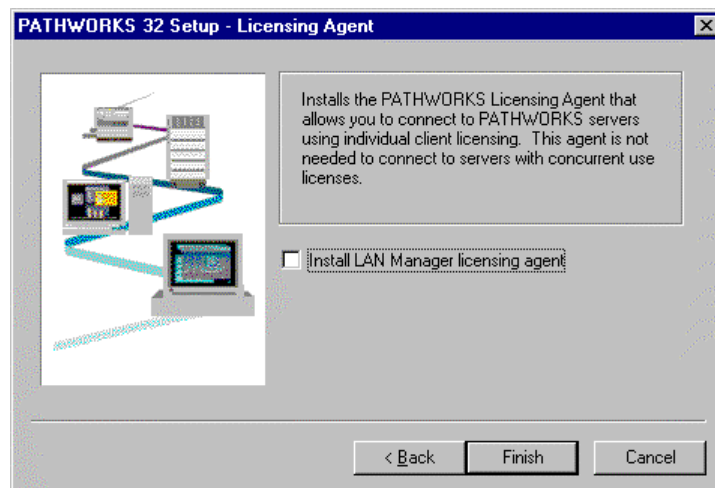 PATHWORKS 32 Setup - Licensing Agent
Installs the PATHWORKS Licensing Agent that
allows you to connect to PATHWORKS servers
using individual client licensing. This agent is not
needed to connect to servers with concurrent use
licenses.
Install LAN Manager licensing agent
< Back
Finish
Cancel